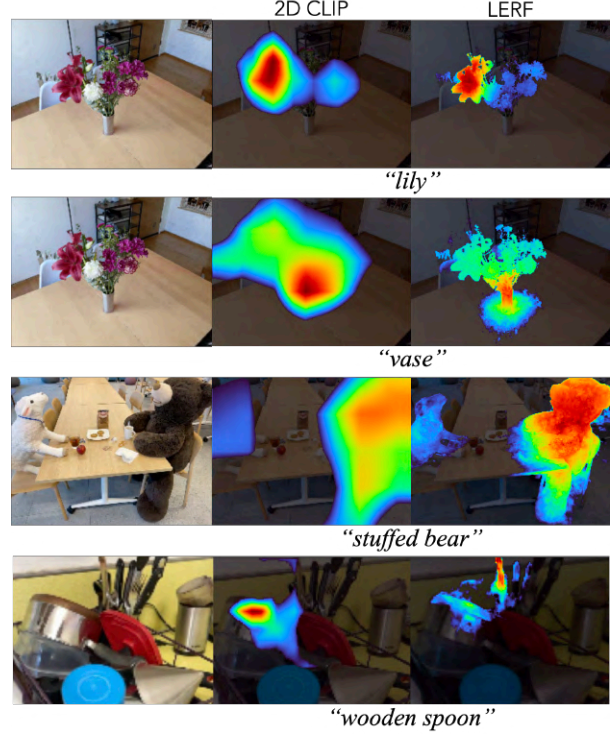 2D CLIP LERF
“lily”
“vase”
“stuffed bear”
“wooden spoon”